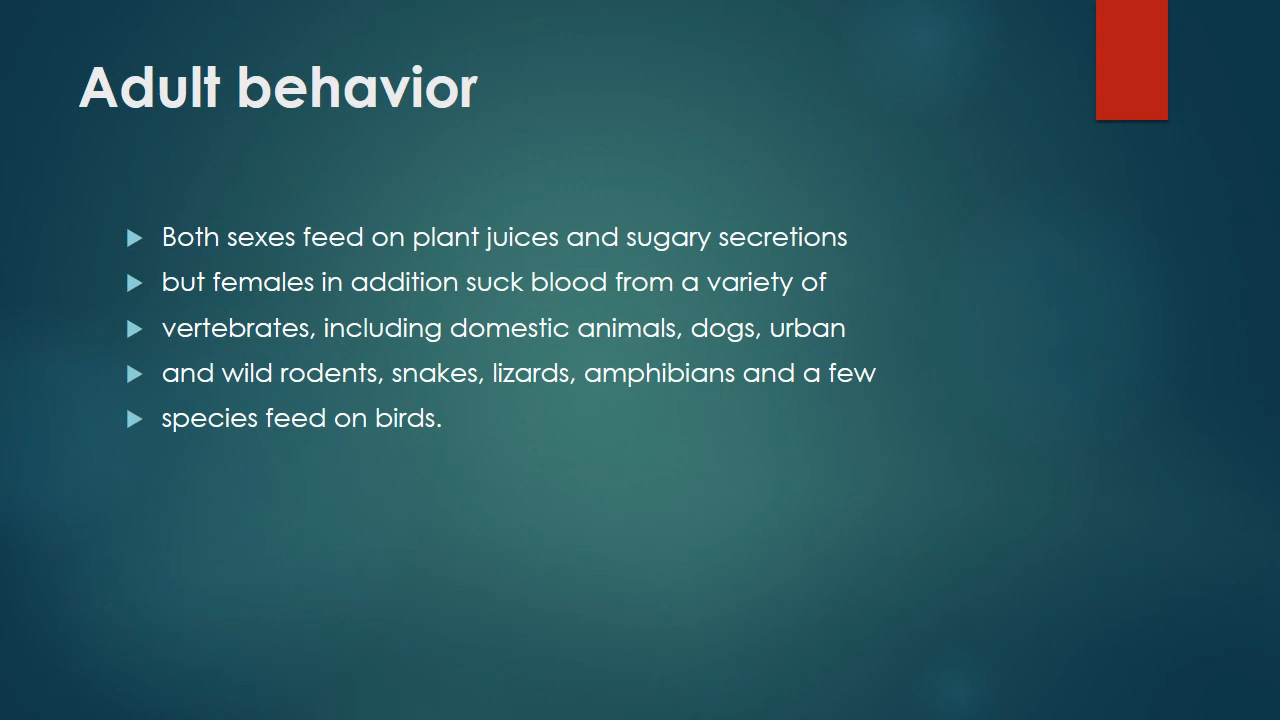 Adult behavior
Both sexes feed on plant juices and sugary secretions
but females in addition suck blood from a variety of
vertebrates, including domestic animals, dogs, urban
and wild rodents, snakes, lizards, amphibians and a few
species feed on birds.